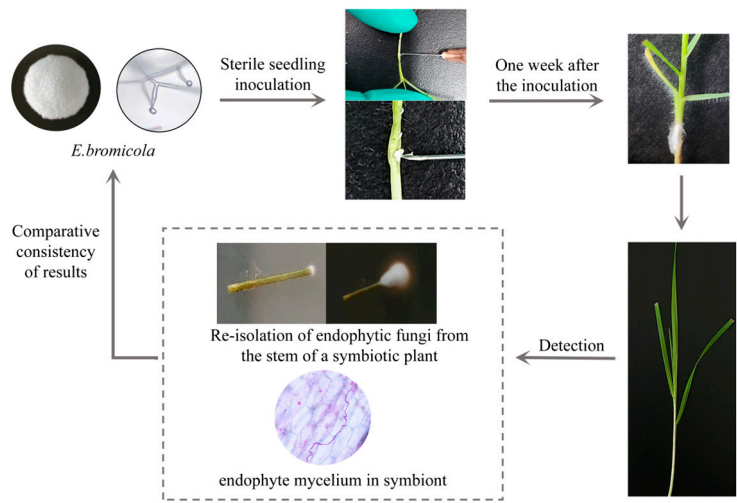 Sterile seedling
inoculation
One week after
the inoculation
E.bromicola
Comparative
consistency
of results
Re-isolation of endophytic fungi from
the stem of a symbiotic plant
Detection
endophyte mycelium in symbiont